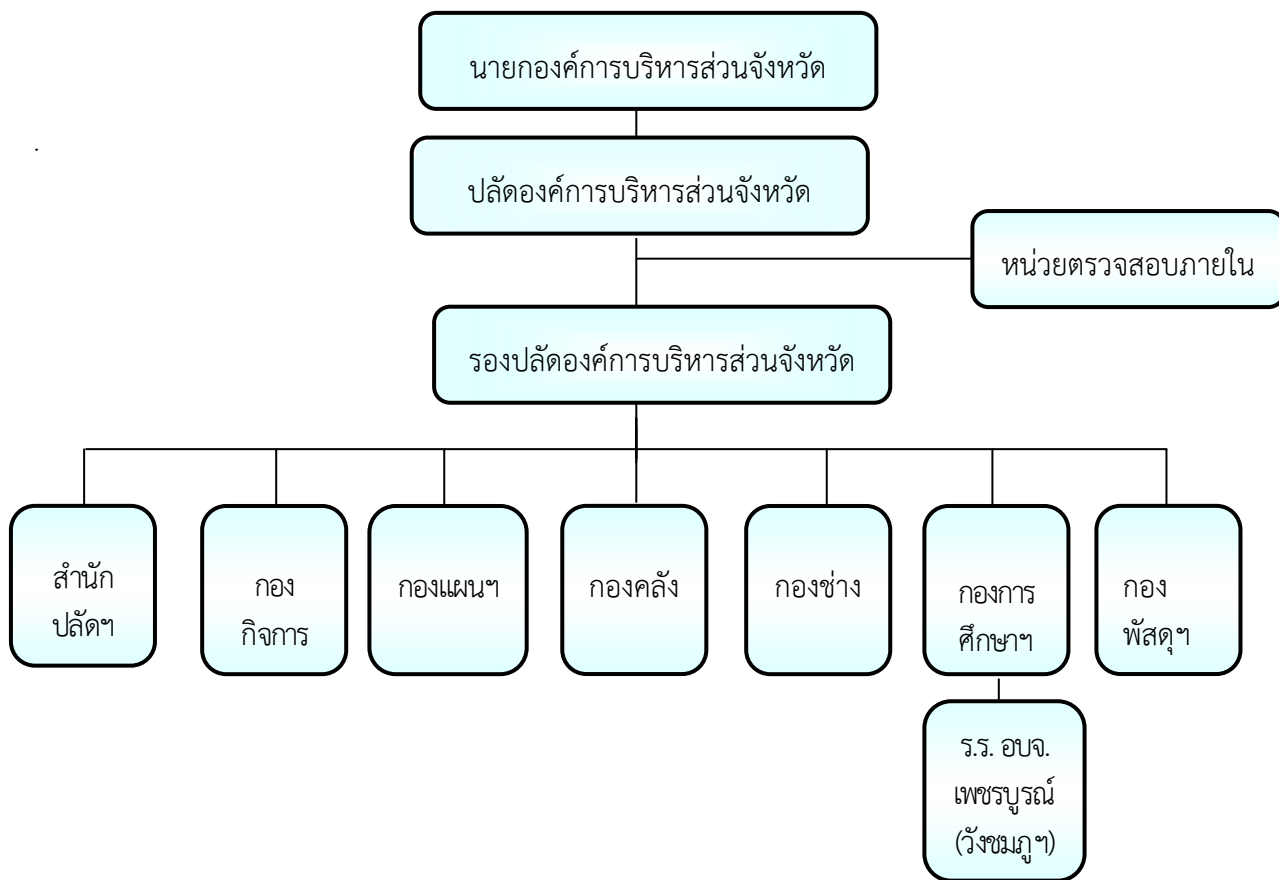 นายกองค์การบริหารส่วนจังหวัด
ปลัดองค์การบริหารส่วนจังหวัด
หน่วยตรวจสอบภายใน
รองปลัดองค์การบริหารส่วนจังหวัด
สำนัก
ปลัดฯ
กอง
กิจการ
กองแผนฯ
กองคลัง
กองช่าง
กองการ
ศึกษาฯ
กอง
พัสดุฯ
ร.ร. อบจ.
เพชรบูรณ์
(วังชมภูฯ)